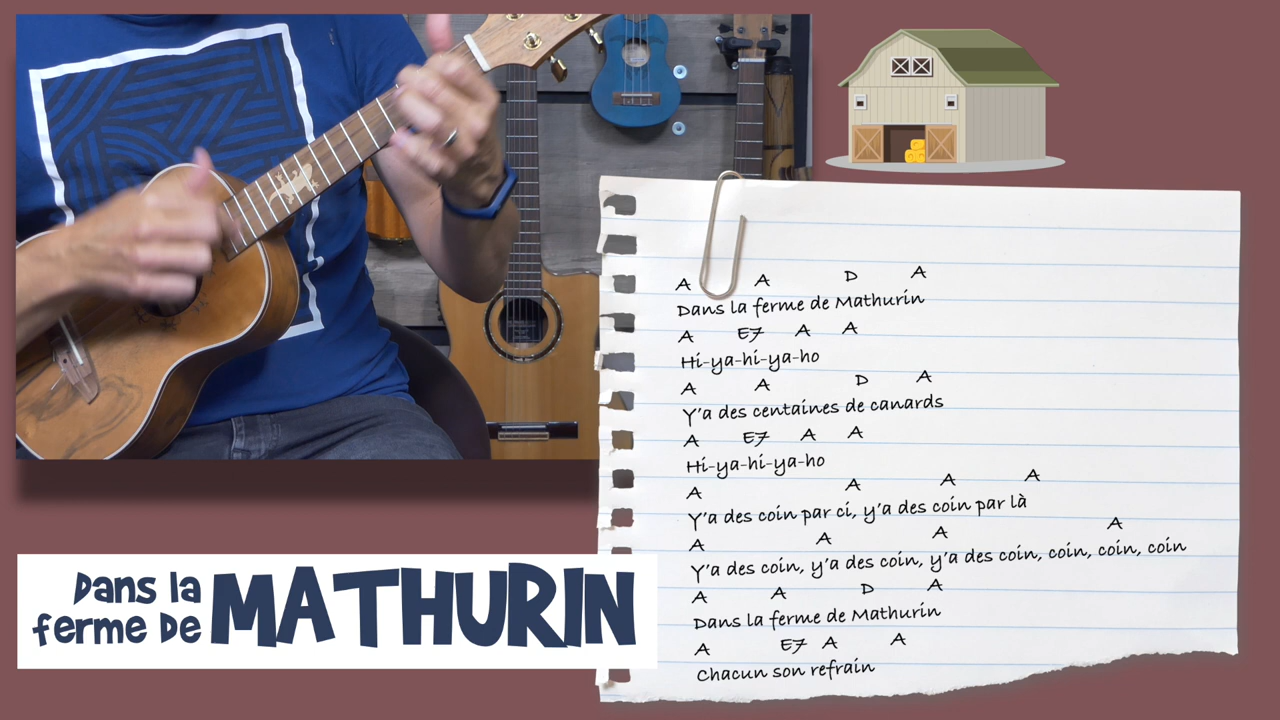 A A D A
Dans la ferme de Mathurin
A E7 A A
Hi-ya-hi-ya-ho
A A D A
Y'a des centaines de canards
A E7 A A
Hi-ya-hi-ya-ho
A A A A
Y'a des coin par ci, y'a des coin par là
A A A A
Y'a des coin, y'a des coin, y'a des coin, coin, coin, coin
A A D A
Dans la ferme de Mathurin
A E7 A A
Chacun son refrain
Dans la
ferme De
MATHURIN